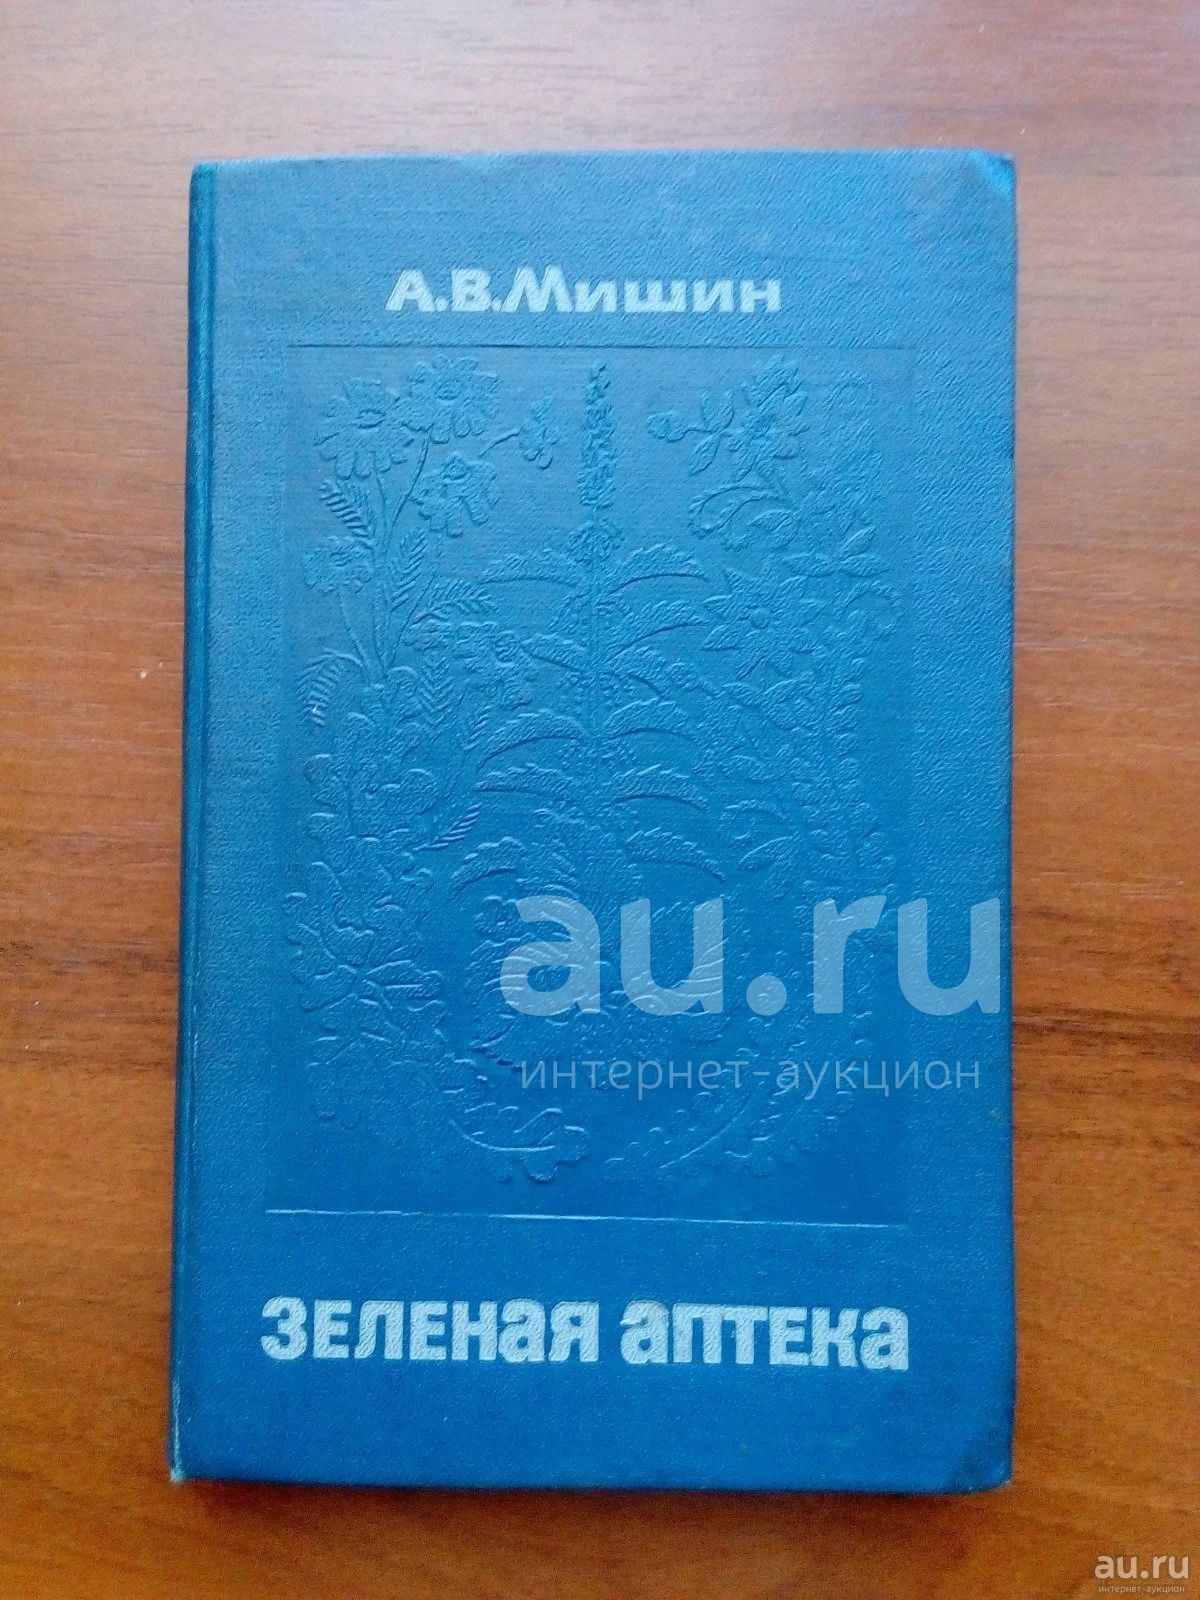 А.В.Мишин
au.ru
интернет-аукцион
ЗЕЛЕНАЯ АПТЕКА
au.ru
интернет-аукцион